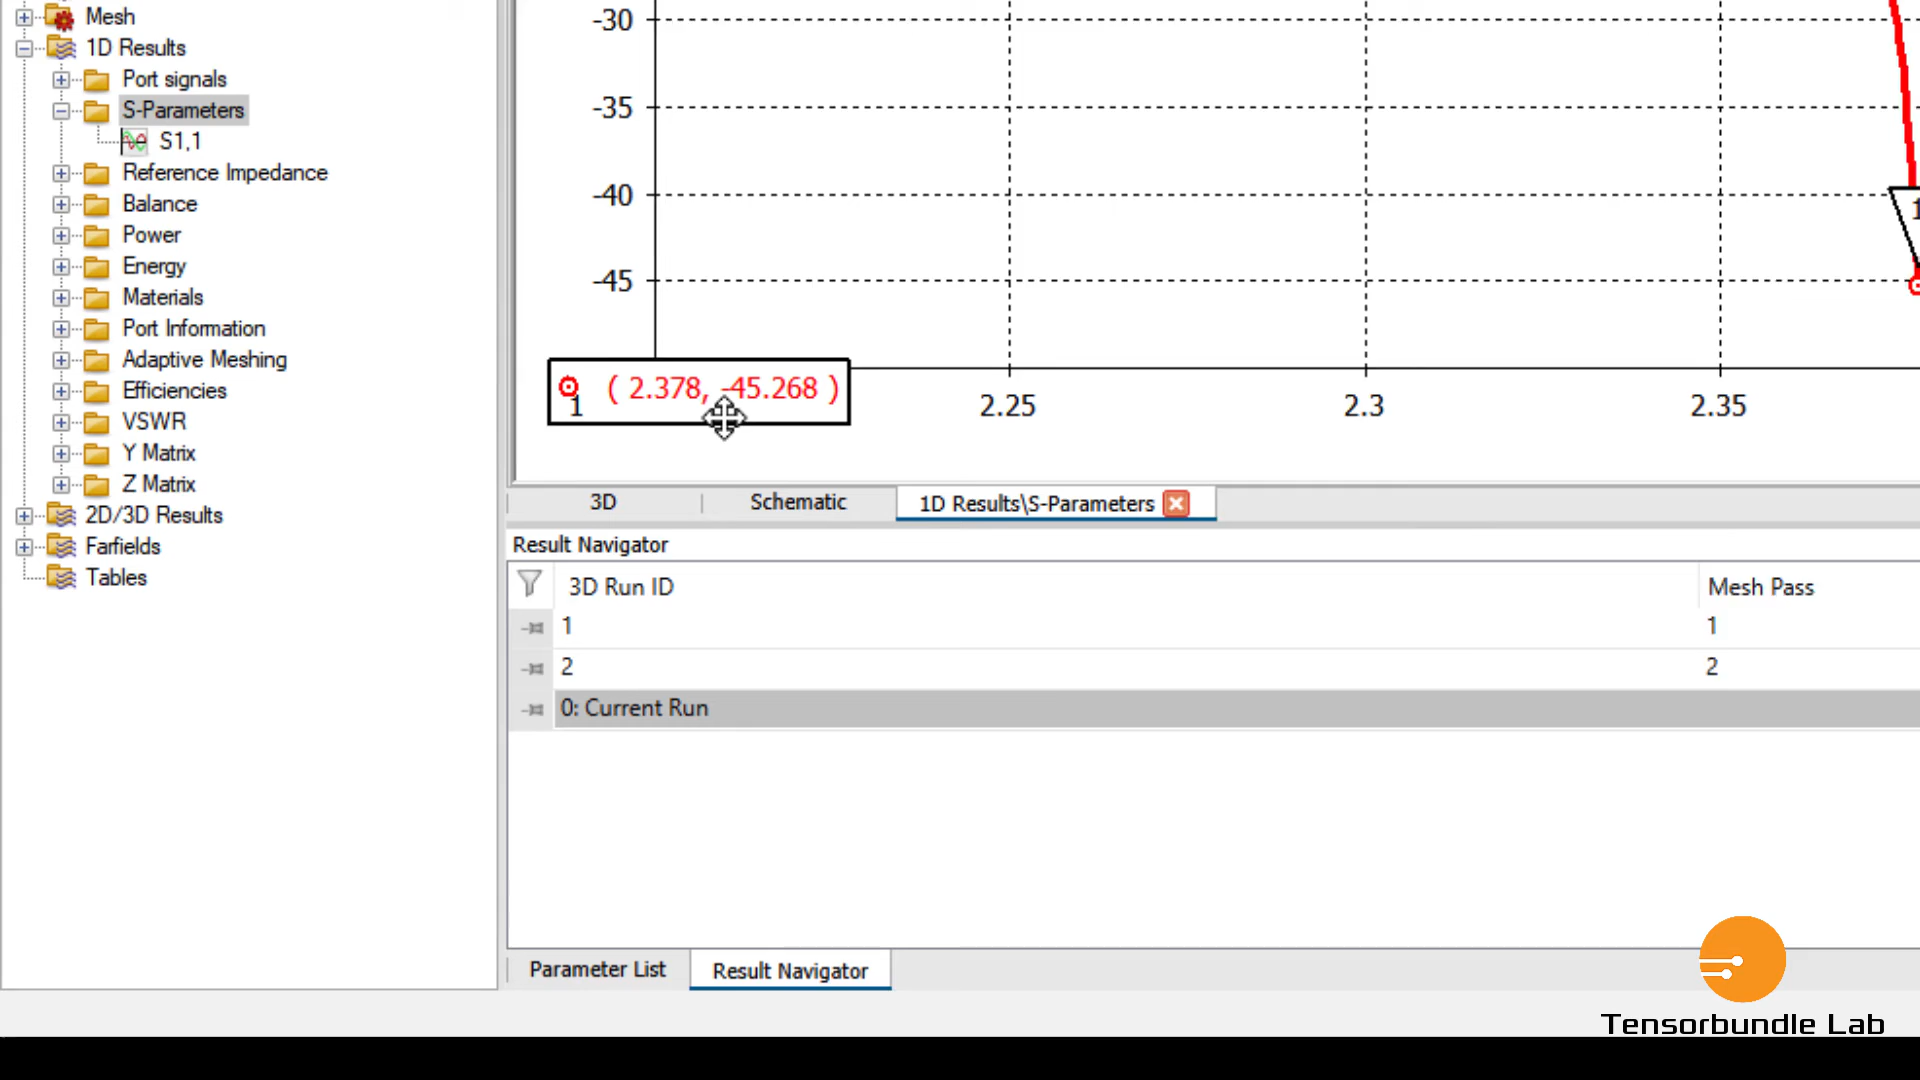 Mesh
1D Results
Port signals
S-Parameters
S1,1
Reference Impedance
Balance
Power
Energy
Materials
Port Information
Adaptive Meshing
Efficiencies
VSWR
Y Matrix
Z Matrix
2D/3D Results
Farfields
Tables
-30
-35
-40
-45
1
( 2.378, -45.268 )
1
2.25
2.3
2.35
3D
Schematic
1D Results\S-Parameters
Result Navigator
3D Run ID
Mesh Pass
1
1
2
2
0: Current Run
Parameter List
Result Navigator
Tensorbundle Lab